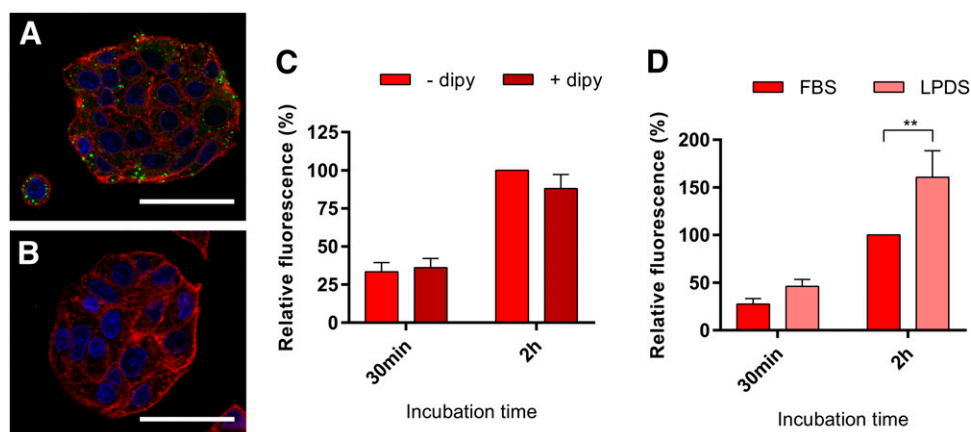 A
B
C
- dipy + dipy
Relative fluorescence (%)
125
100
75
50
25
0
30min 2h
Incubation time
D
FBS LPDS
Relative fluorescence (%)
200
150
100
50
0
**
30min 2h
Incubation time